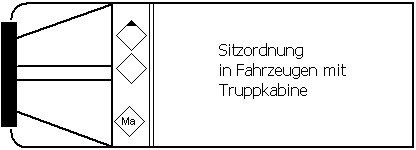 Sitzordnung
in Fahrzeugen mit
Truppkabine
Ma